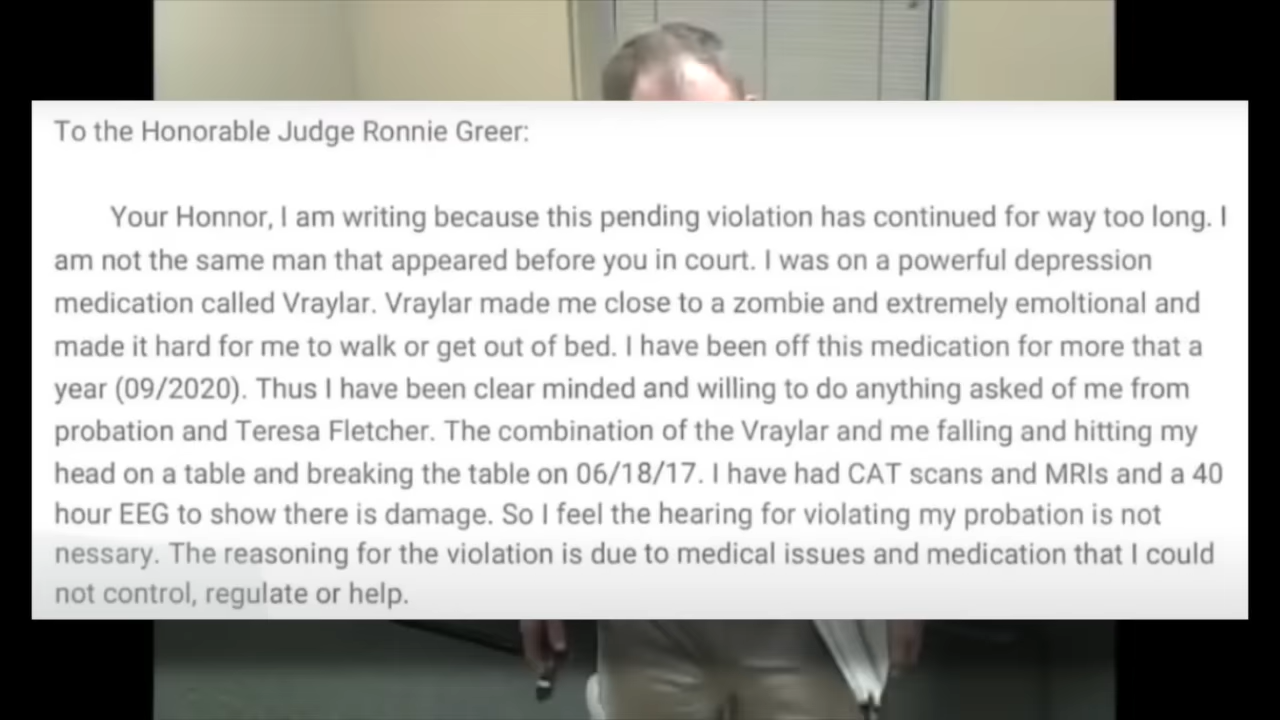 To the Honorable Judge Ronnie Greer:
Your Honnor, I am writing because this pending violation has continued for way too long. I
am not the same man that appeared before you in court. I was on a powerful depression
medication called Vraylar. Vraylar made me close to a zombie and extremely emoltional and
made it hard for me to walk or get out of bed. I have been off this medication for more that a
year (09/2020). Thus I have been clear minded and willing to do anything asked of me from
probation and Teresa Fletcher. The combination of the Vraylar and me falling and hitting my
head on a table and breaking the table on 06/18/17. I have had CAT scans and MRIs and a 40
hour EEG to show there is damage. So I feel the hearing for violating my probation is not
nessary. The reasoning for the violation is due to medical issues and medication that I could
not control, regulate or help.